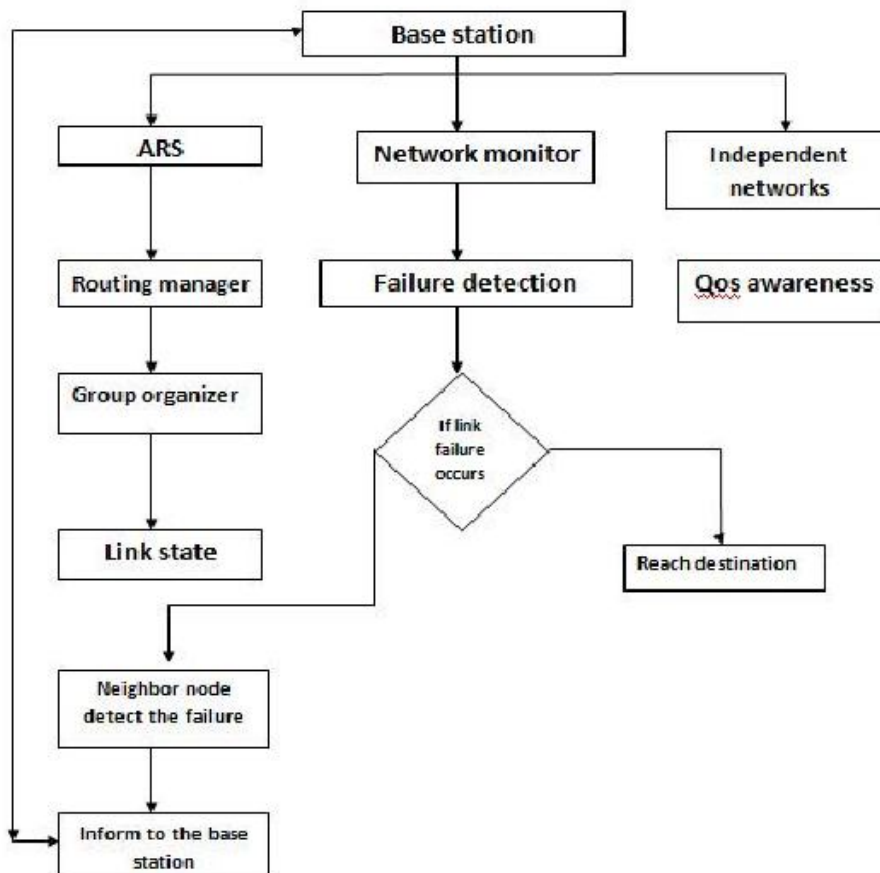 Base station
ARS
Network monitor
Independent
networks
Routing manager
Failure detection
Qos awareness
Group organizer
If link
failure
occurs
Link state
Reach destination
Neighbor node
detect the failure
Inform to the base
station